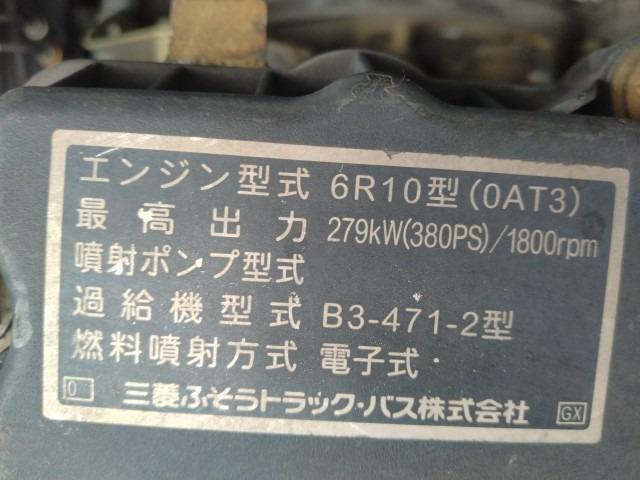 エンジン型式 6R10型(0AT3)
最高出力 279kW(380PS)/1800rpm
噴射ポンプ型式
過給機型式 B3-471-2型
燃料噴射方式 電子式
0 三菱ふそうトラック・バス株式会社 GX